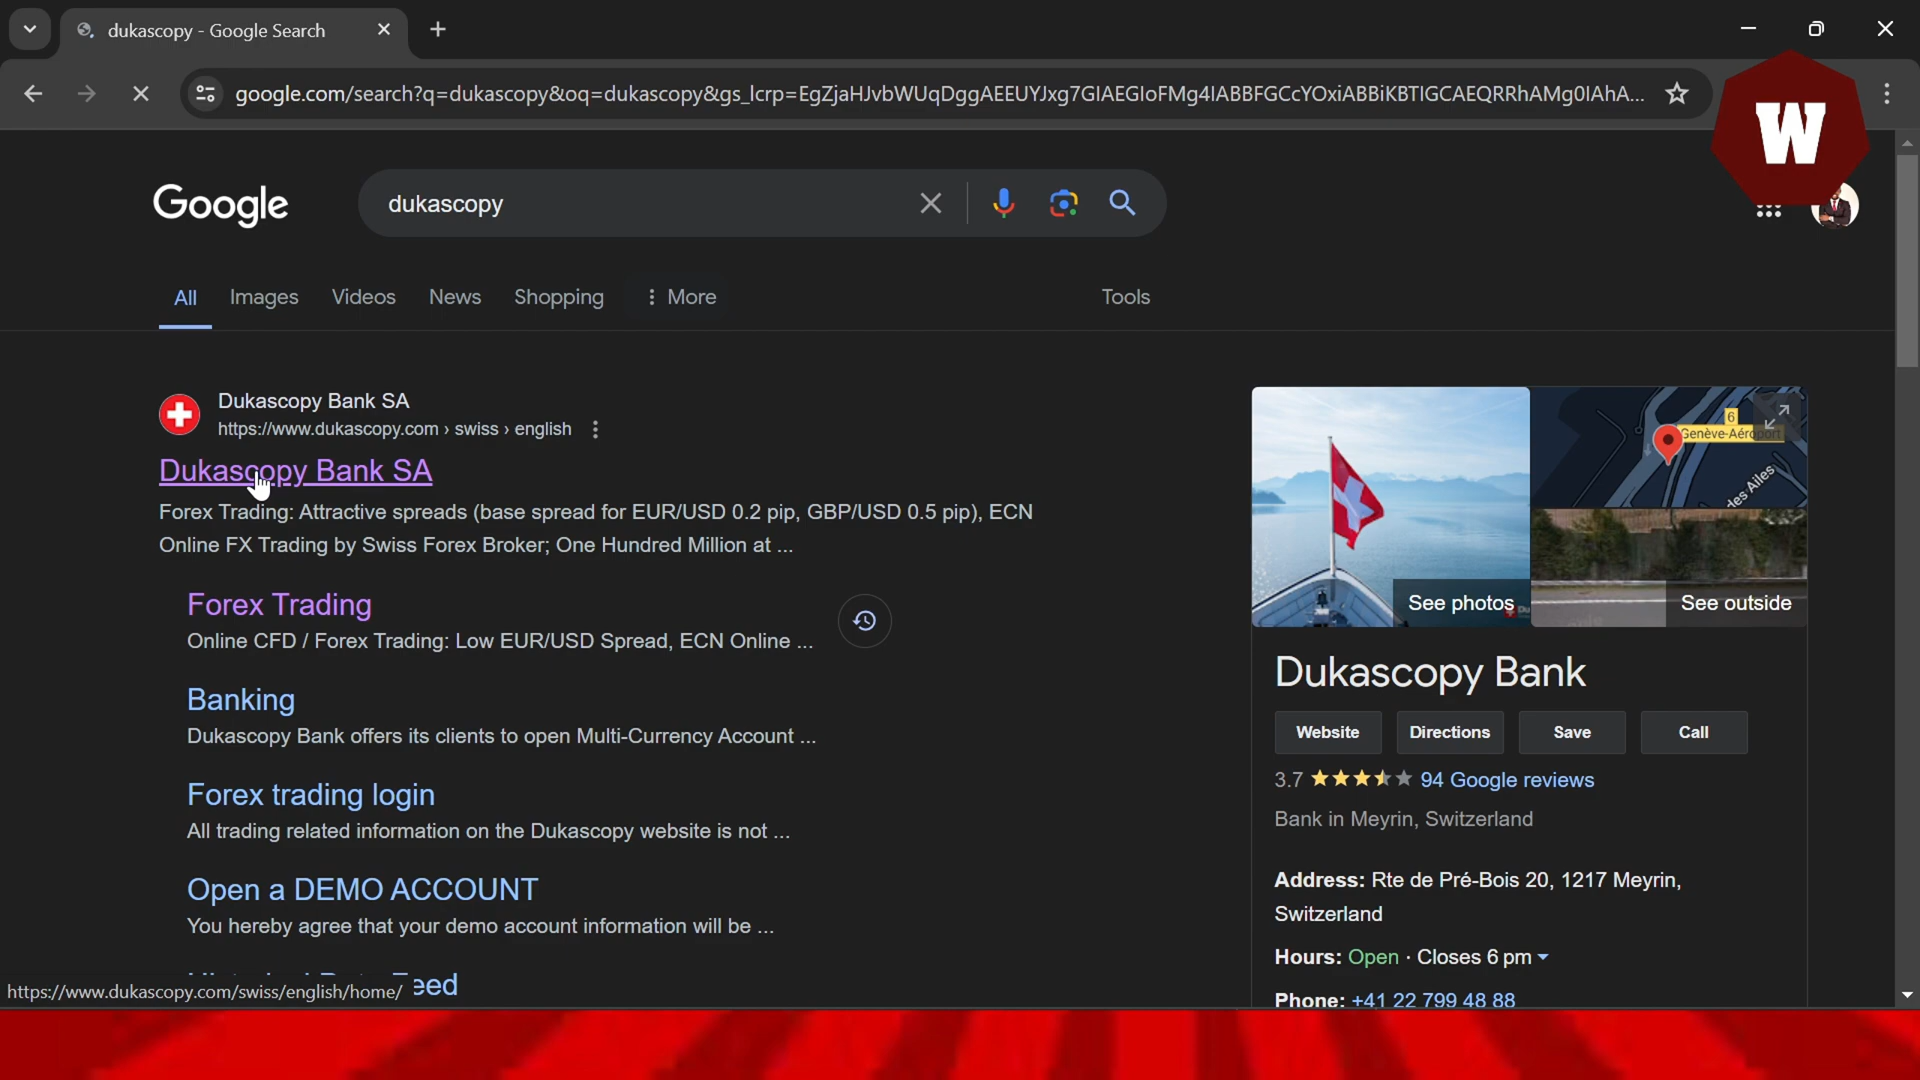 dukascopy - Google Search
google.com/search?q=dukascopy&oq=dukascopy&gs_lcrp=EgZjaHJvbWUqDggAEEUYJxg7GIAEGIoFMg4IABBFGCcYOxiABBiKBTIGCAEQRRhAMg0IAhA...
W
Google
dukascopy
All Images Videos News Shopping More Tools
Dukascopy Bank SA
https://www.dukascopy.com › swiss › english
Dukascopy Bank SA
Forex Trading: Attractive spreads (base spread for EUR/USD 0.2 pip, GBP/USD 0.5 pip), ECN
Online FX Trading by Swiss Forex Broker; One Hundred Million at ...
Forex Trading
Online CFD / Forex Trading: Low EUR/USD Spread, ECN Online ...
Banking
Dukascopy Bank offers its clients to open Multi-Currency Account ...
Forex trading login
All trading related information on the Dukascopy website is not ...
Open a DEMO ACCOUNT
You hereby agree that your demo account information will be ...
eed
https://www.dukascopy.com/swiss/english/home/
6
Genève-Aéroport
des Ailes
See photos
See outside
Dukascopy Bank
Website Directions Save Call
3.7 94 Google reviews
Bank in Meyrin, Switzerland
Address: Rte de Pré-Bois 20, 1217 Meyrin,
Switzerland
Hours: Open · Closes 6 pm
Phone: +41 22 799 48 88